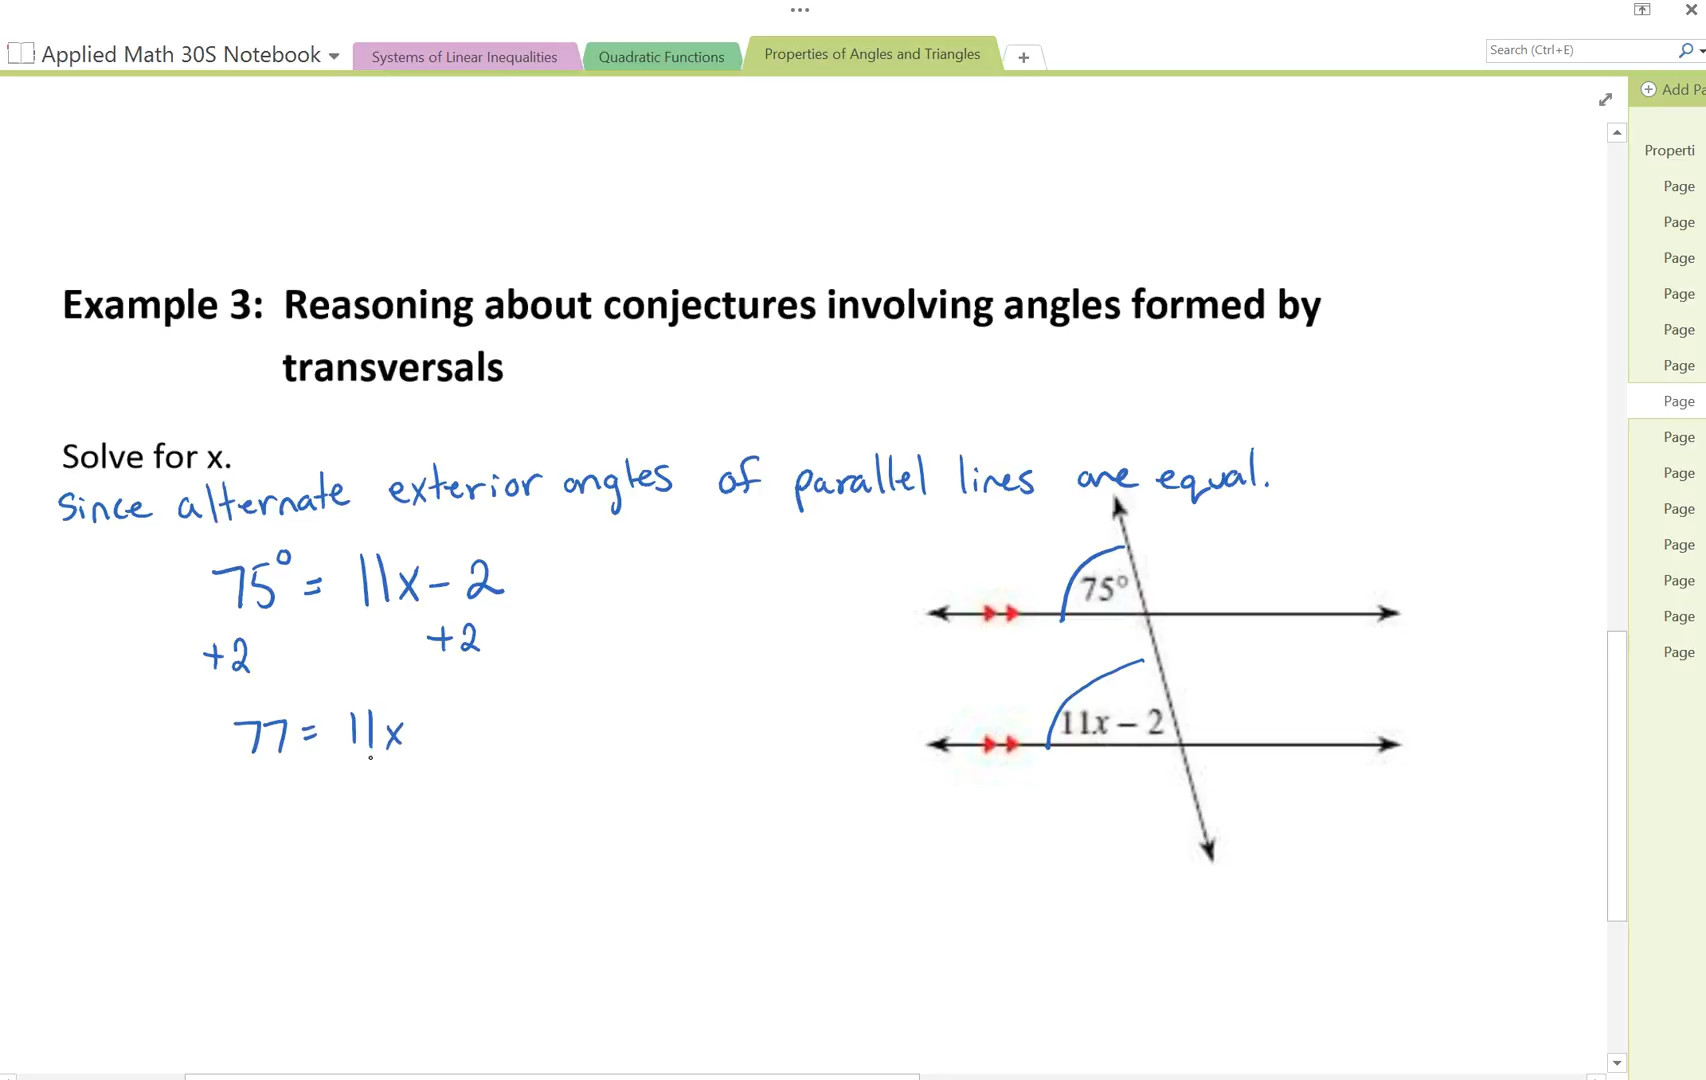 Applied Math 30S Notebook
Systems of Linear Inequalities
Quadratic Functions
Properties of Angles and Triangles
+
Search (Ctrl+E)
Add Pa
Properti
Page
Page
Page
Page
Page
Page
Page
Page
Page
Page
Page
Page
Page
Page
Example 3: Reasoning about conjectures involving angles formed by
transversals
Solve for x.
Since alternate exterior angles of parallel lines are equal.
75° = 11x - 2
+2 +2
77 = 11x
75°
11x – 2